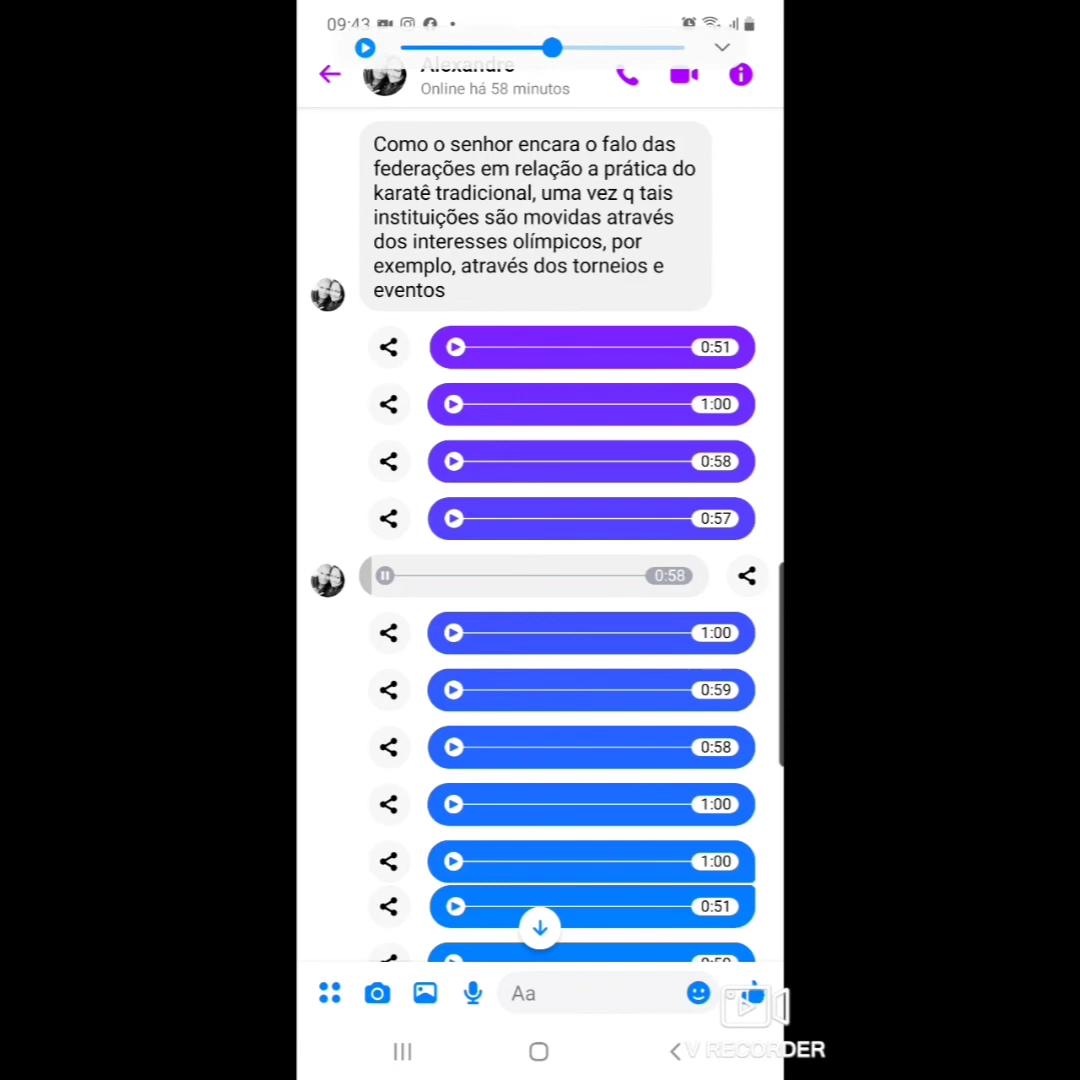 09:43
Alexandre
Online há 58 minutos
Como o senhor encara o falo das
federações em relação a prática do
karatê tradicional, uma vez q tais
instituições são movidas através
dos interesses olímpicos, por
exemplo, através dos torneios e
eventos
0:51
1:00
0:58
0:57
0:58
1:00
0:59
0:58
1:00
1:00
0:51
Aa
V RECORDER